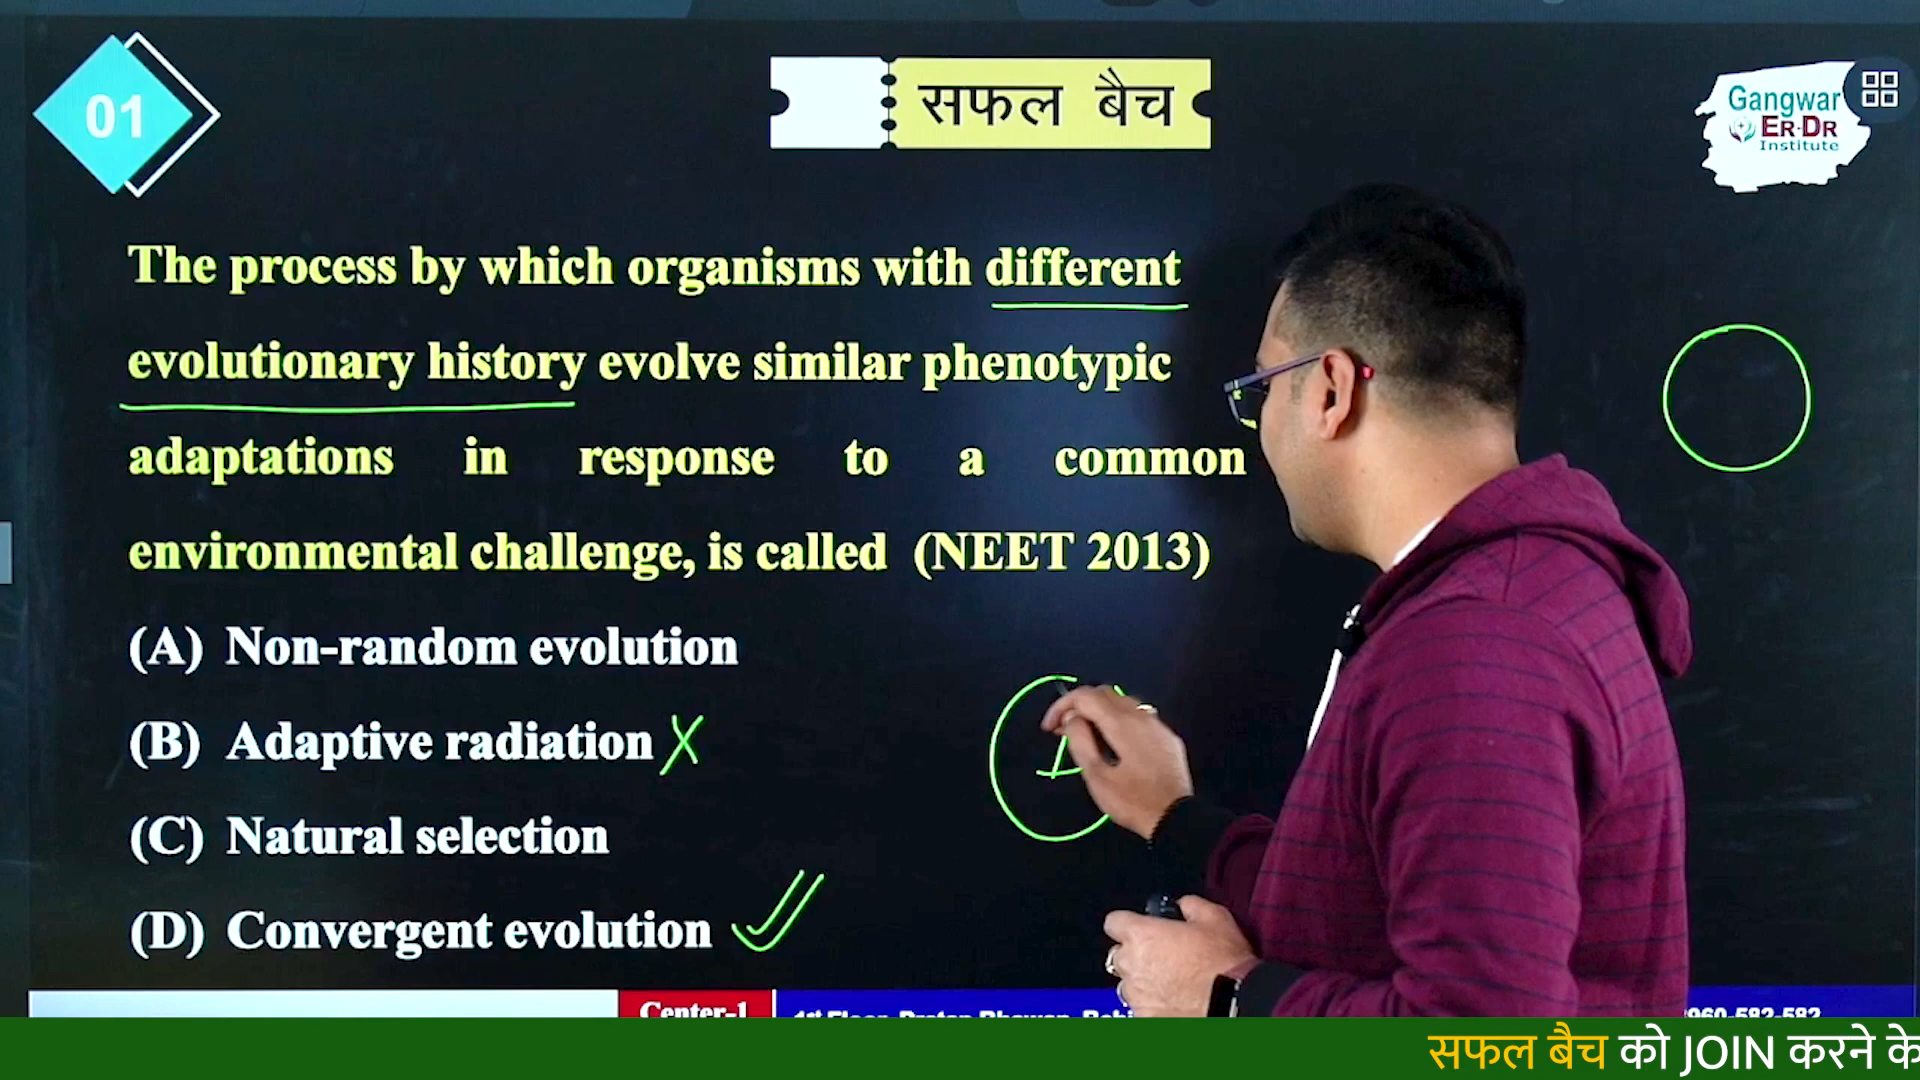 01
सफल बैच
Gangwar
ER-DR
Institute
The process by which organisms with different
evolutionary history evolve similar phenotypic
adaptations in response to a common
environmental challenge, is called (NEET 2013)
(A) Non-random evolution
(B) Adaptive radiation X
(C) Natural selection
(D) Convergent evolution
Center-1
सफल बैच को JOIN करने के